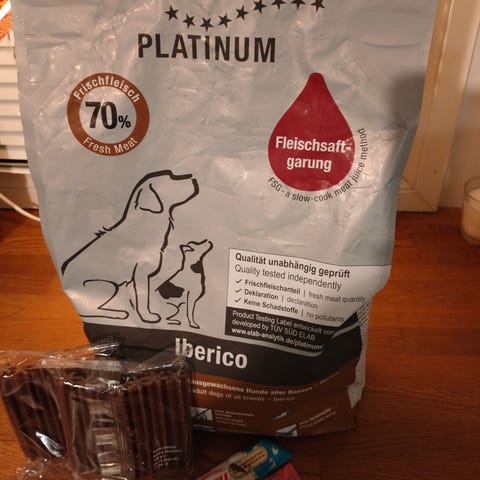 PLATINUM
Frischfleisch
70%
Fresh Meat
Fleischsaft-
garung
FSG - a slow-cook meat juice method
Qualität unabhängig geprüft
Quality tested independently
✓ Frischfleischanteil | fresh meat quantity
✓ Deklaration | declaration
✓ Keine Schadstoffe | no pollutants
Product Testing Label entwickelt von
developed by TÜV SÜD ELAB
www.elab-analytik.de/platinum/
Iberico
ausgewachsene Hunde aller Rassen –
adult dogs of all breeds – Iberico